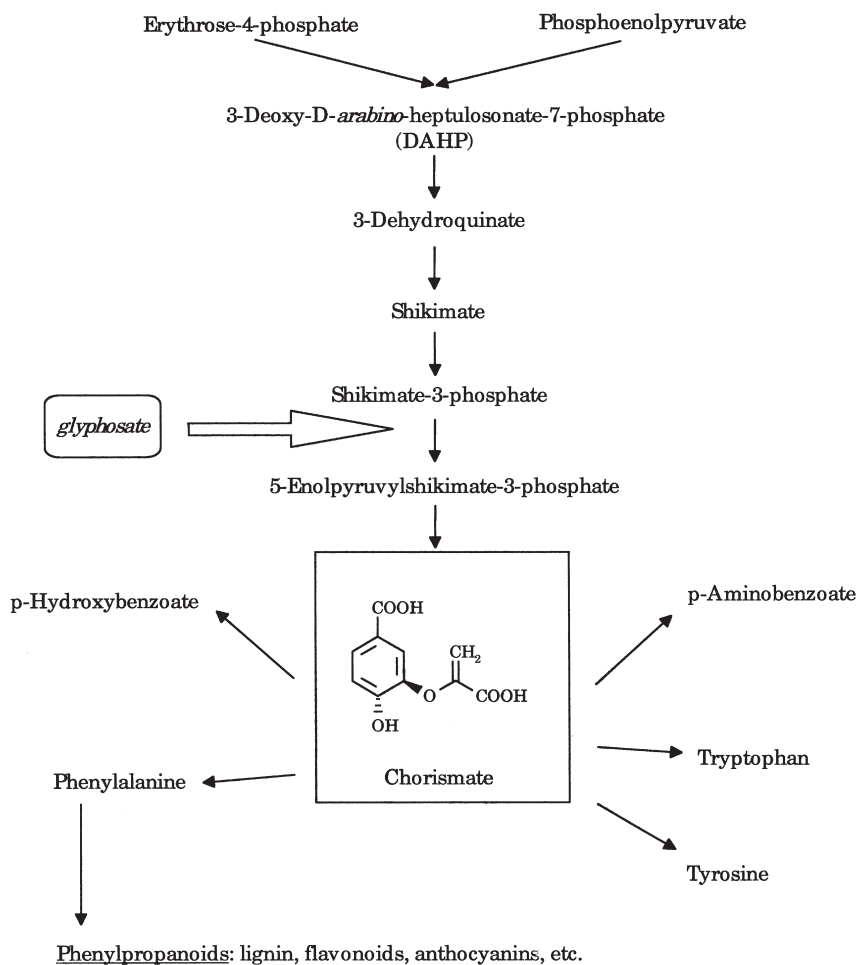 Erythrose-4-phosphate
Phosphoenolpyruvate
3-Deoxy-D-arabino-heptulosonate-7-phosphate
(DAHP)
3-Dehydroquinate
Shikimate
Shikimate-3-phosphate
glyphosate
5-Enolpyruvylshikimate-3-phosphate
p-Hydroxybenzoate
p-Aminobenzoate
COOH
CH₂
O
COOH
OH
Chorismate
Phenylalanine
Tryptophan
Tyrosine
Phenylpropanoids: lignin, flavonoids, anthocyanins, etc.